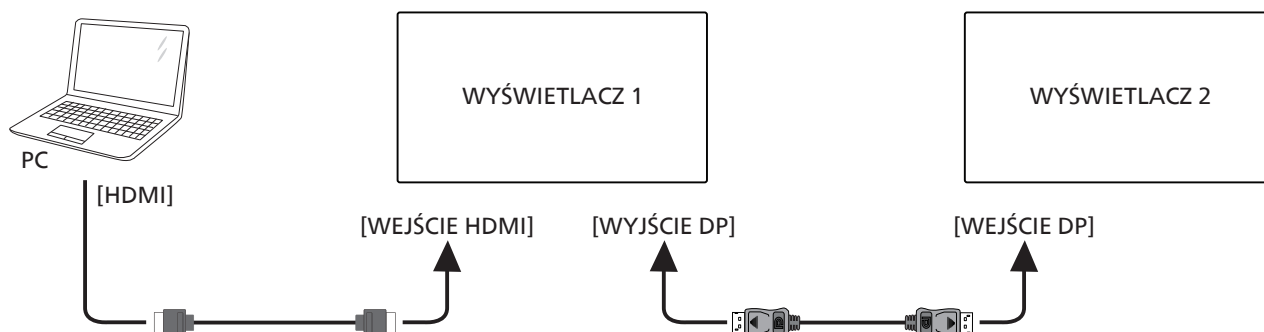 WYŚWIETLACZ 1
WYŚWIETLACZ 2
PC
[HDMI]
[WEJŚCIE HDMI]
[WYJŚCIE DP]
[WEJŚCIE DP]